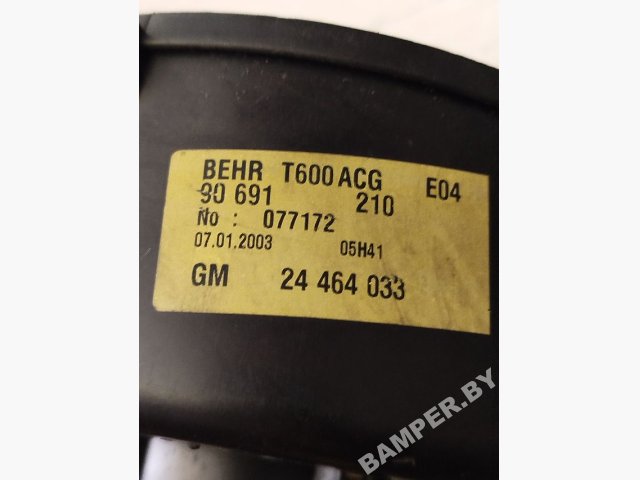 BEHR T600 ACG E04
90 691 210
No : 077172
07.01.2003 05H41
GM 24 464 033
BAMPER.BY